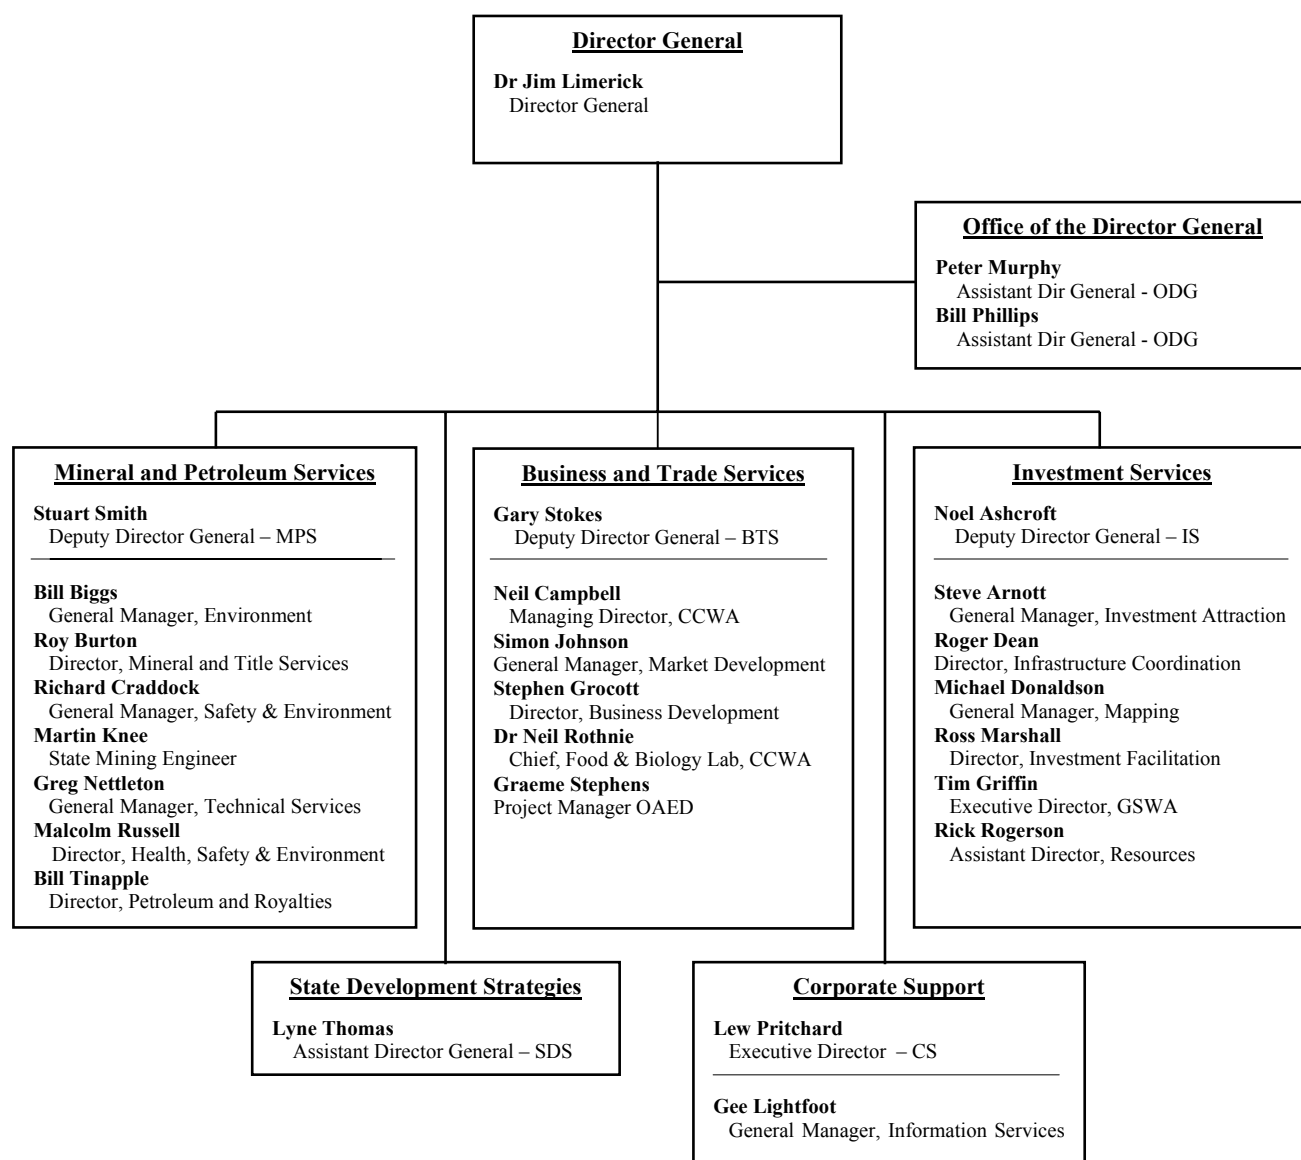 Director General
Dr Jim Limerick
Director General
Office of the Director General
Peter Murphy
Assistant Dir General - ODG
Bill Phillips
Assistant Dir General - ODG
Mineral and Petroleum Services
Stuart Smith
Deputy Director General – MPS
Bill Biggs
General Manager, Environment
Roy Burton
Director, Mineral and Title Services
Richard Craddock
General Manager, Safety & Environment
Martin Knee
State Mining Engineer
Greg Nettleton
General Manager, Technical Services
Malcolm Russell
Director, Health, Safety & Environment
Bill Tinapple
Director, Petroleum and Royalties
Business and Trade Services
Gary Stokes
Deputy Director General – BTS
Neil Campbell
Managing Director, CCWA
Simon Johnson
General Manager, Market Development
Stephen Grocott
Director, Business Development
Dr Neil Rothnie
Chief, Food & Biology Lab, CCWA
Graeme Stephens
Project Manager OAED
Investment Services
Noel Ashcroft
Deputy Director General – IS
Steve Arnott
General Manager, Investment Attraction
Roger Dean
Director, Infrastructure Coordination
Michael Donaldson
General Manager, Mapping
Ross Marshall
Director, Investment Facilitation
Tim Griffin
Executive Director, GSWA
Rick Rogerson
Assistant Director, Resources
State Development Strategies
Lyne Thomas
Assistant Director General – SDS
Corporate Support
Lew Pritchard
Executive Director – CS
Gee Lightfoot
General Manager, Information Services